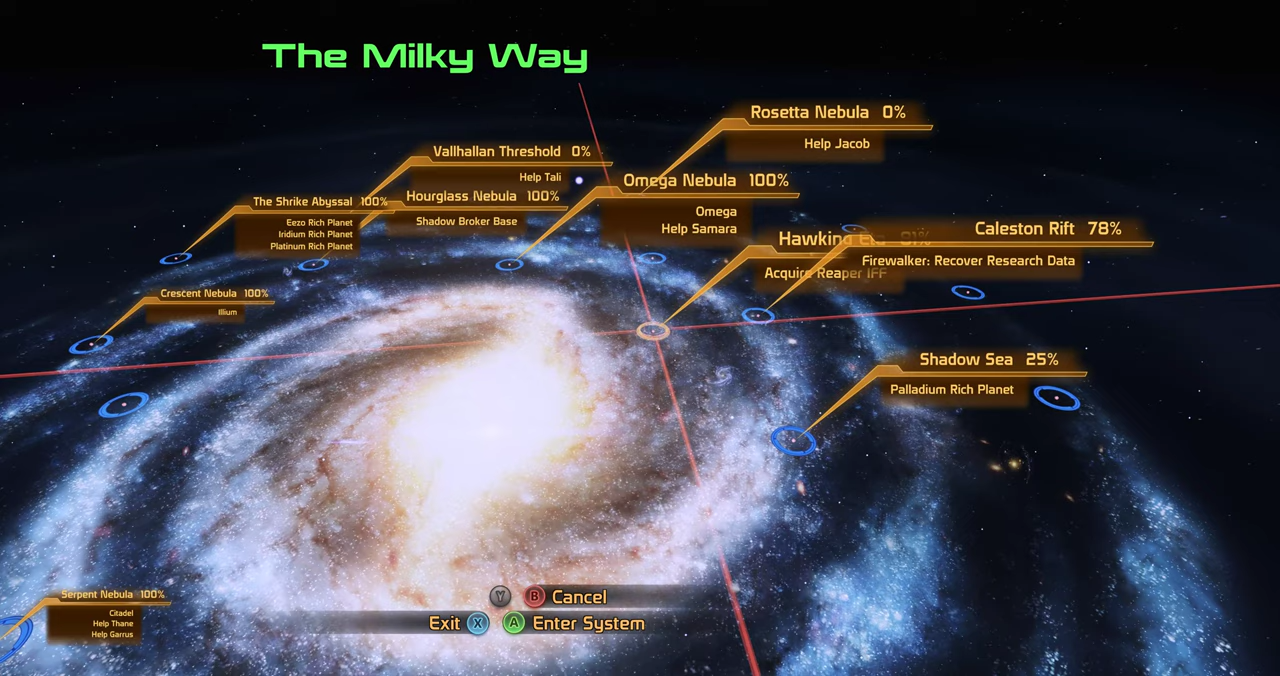 The Milky Way
Rosetta Nebula 0%
Help Jacob
Vallhallan Threshold 0%
Help Tali
Omega Nebula 100%
Omega
Help Samara
Hourglass Nebula 100%
Shadow Broker Base
The Shrike Abyssal 100%
Eezo Rich Planet
Iridium Rich Planet
Platinum Rich Planet
Hawking
Acquire Reaper IFF
Caleston Rift 78%
Firewalker: Recover Research Data
Crescent Nebula 100%
Illium
Shadow Sea 25%
Palladium Rich Planet
Serpent Nebula 100%
Citadel
Help Thane
Help Garrus
Y B Cancel
Exit X A Enter System